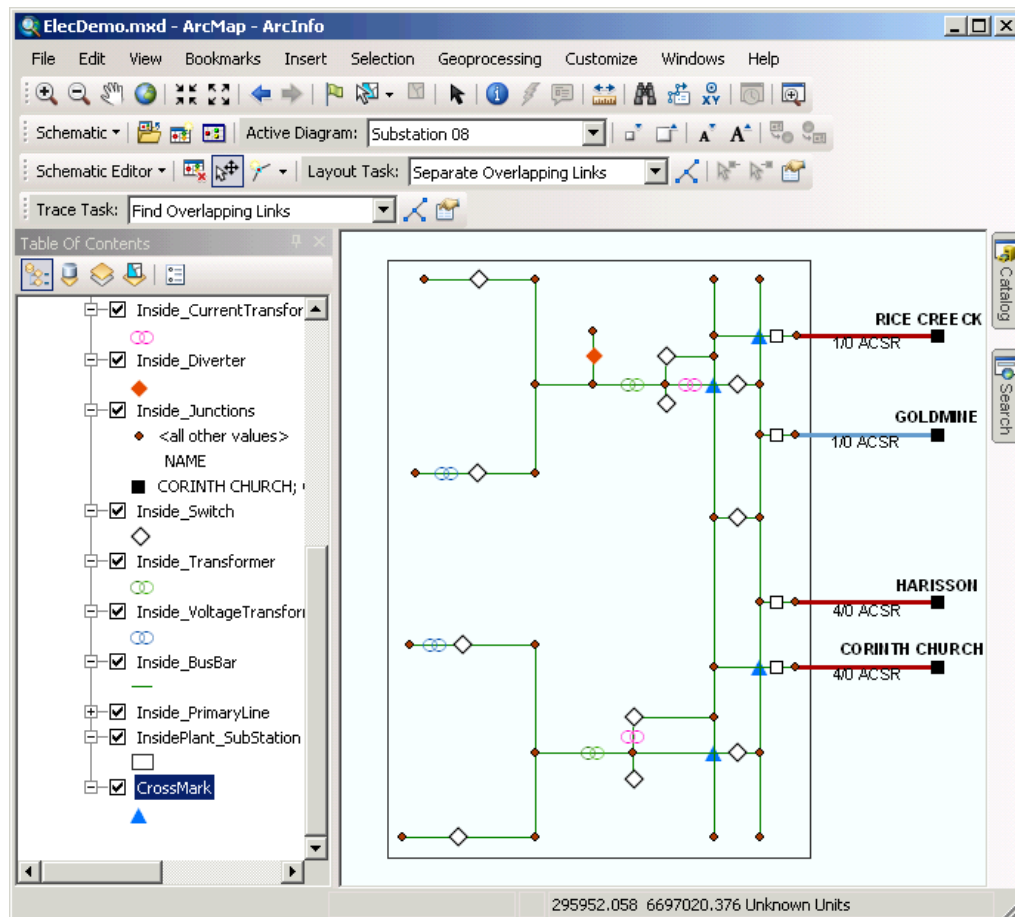 ElecDemo.mxd - ArcMap - ArcInfo
File Edit View Bookmarks Insert Selection Geoprocessing Customize Windows Help
XY
Schematic Active Diagram: Substation 08 A A
Schematic Editor Layout Task: Separate Overlapping Links
Trace Task: Find Overlapping Links
Table Of Contents
Inside_CurrentTransfor
Inside_Diverter
Inside_Junctions
<all other values>
NAME
CORINTH CHURCH;
Inside_Switch
Inside_Transformer
Inside_VoltageTransfor
Inside_BusBar
Inside_PrimaryLine
InsidePlant_SubStation
CrossMark
RICE CREECK
1/0 ACSR
GOLDMINE
1/0 ACSR
HARISSON
4/0 ACSR
CORINTH CHURCH
4/0 ACSR
Catalog
Search
295952.058 6697020.376 Unknown Units